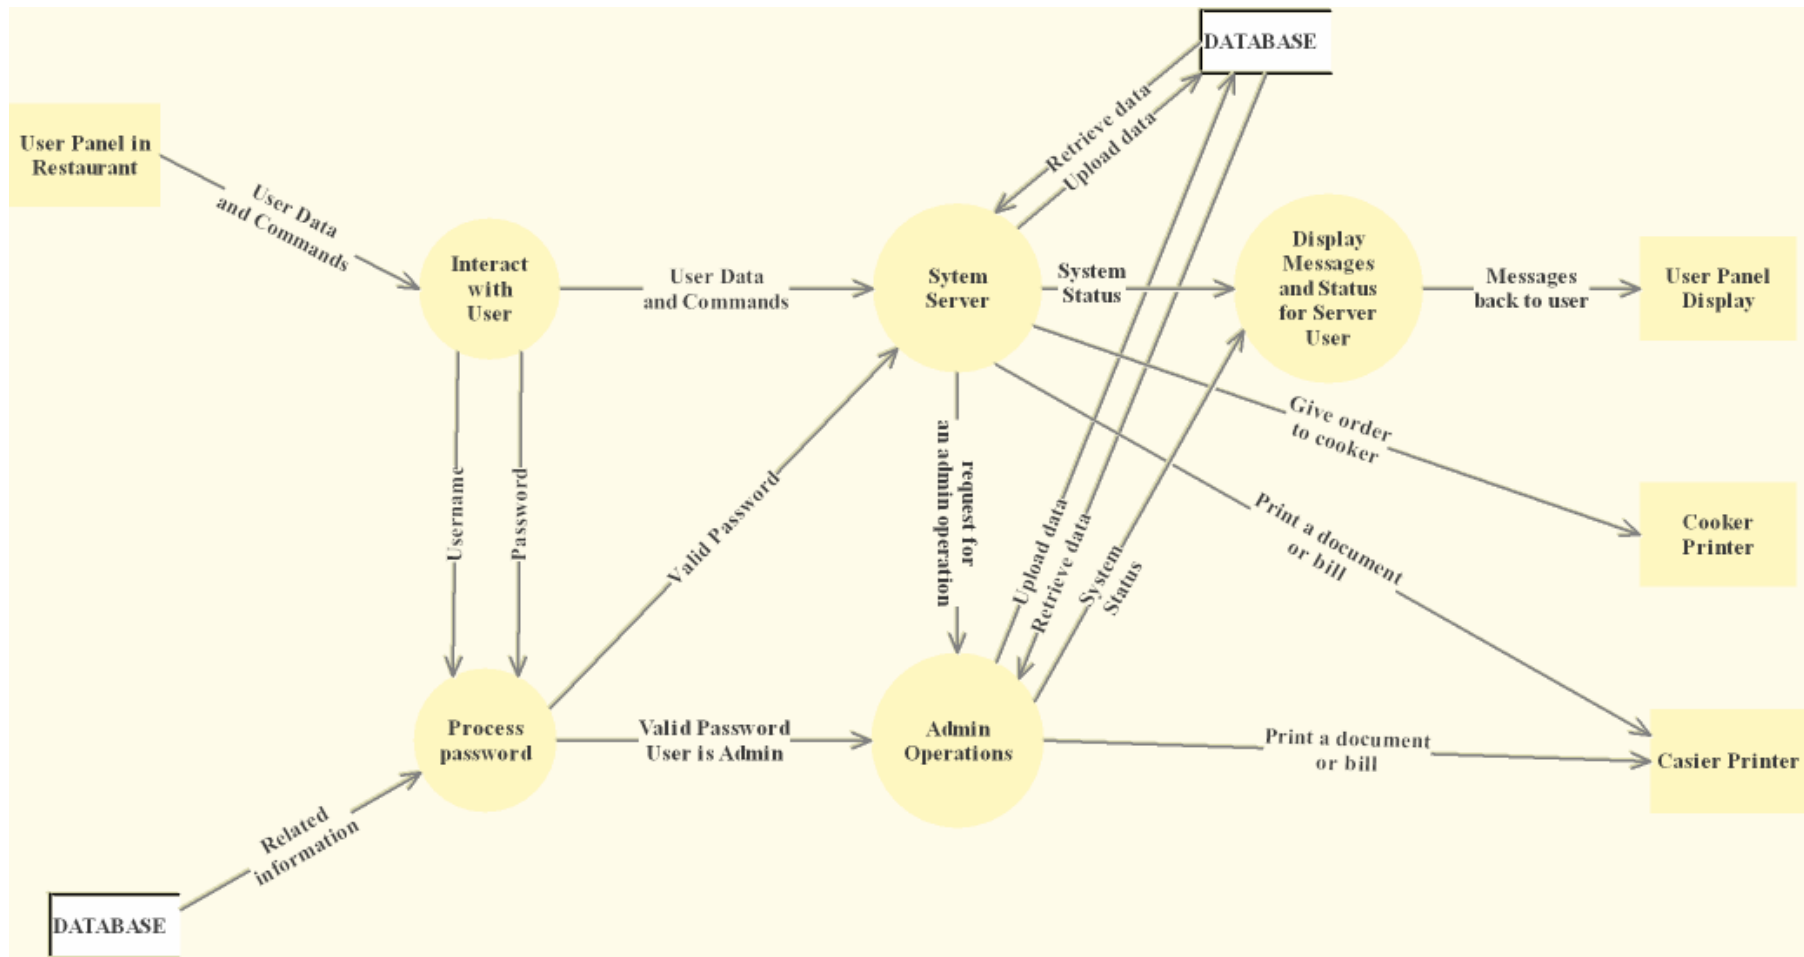 DATABASE
User Panel in
Restaurant
Retrieve data
Upload data
User Data
and Commands
Interact
with
User
User Data
and Commands
Sytem
Server
System
Status
Display
Messages
and Status
for Server
User
Messages
back to user
User Panel
Display
Username
Password
Valid Password
request for
an admin operation
Upload data
Retrieve data
System
Status
Give order
to cooker
Print a document
or bill
Cooker
Printer
Process
password
Valid Password
User is Admin
Admin
Operations
Print a document
or bill
Casier Printer
Related
information
DATABASE